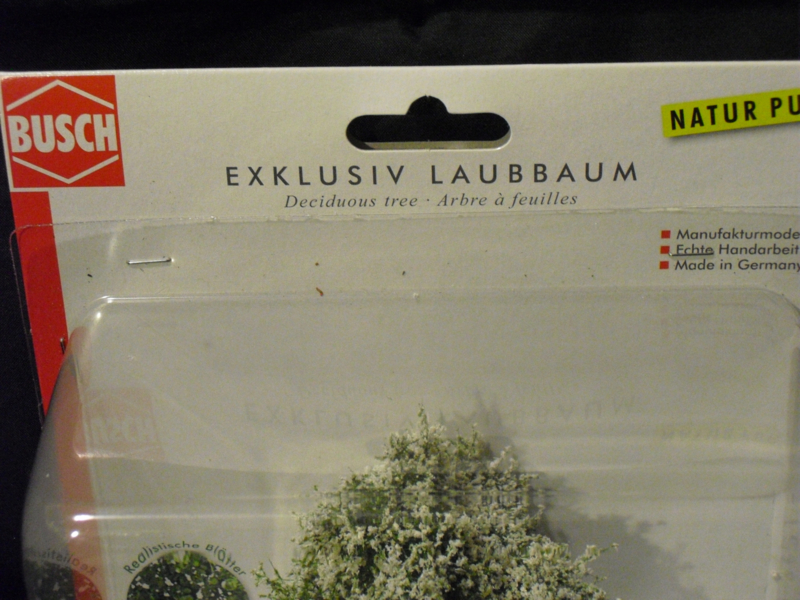 BUSCH
NATUR PU
EXKLUSIV LAUBBAUM
Deciduous tree · Arbre à feuilles
Manufakturmode
Echte Handarbeit
Made in Germany
Realistische Blätter